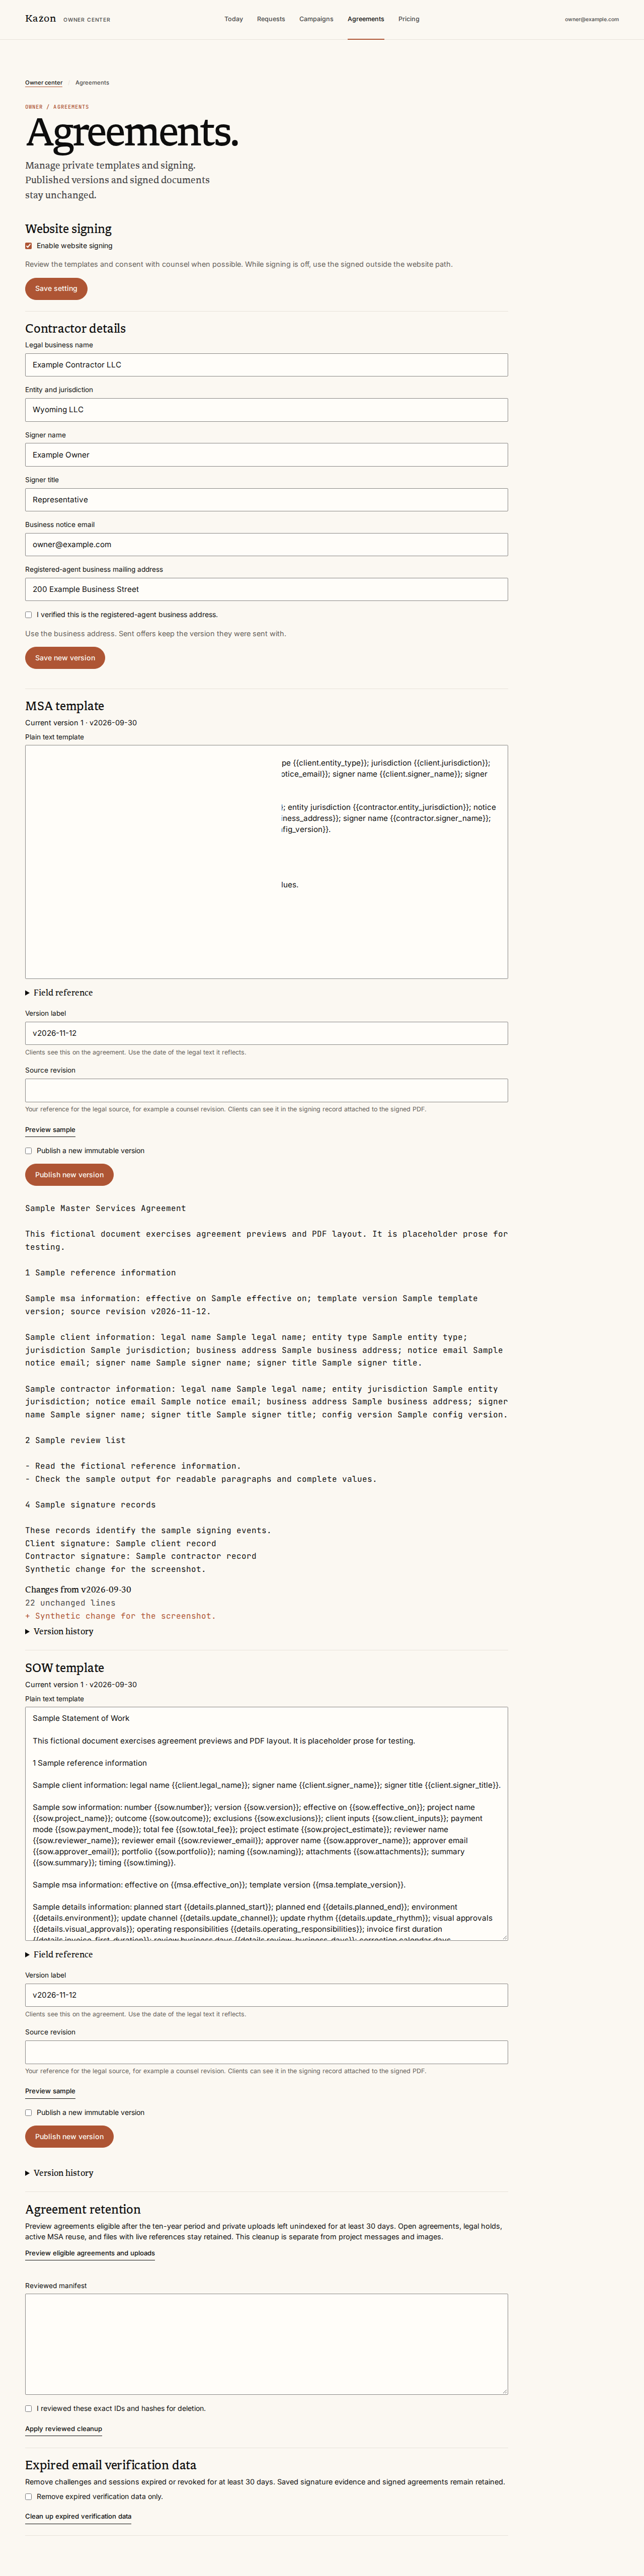 Kazon OWNER CENTER Today Requests Campaigns Agreements Pricing owner@example.com
Owner center / Agreements
OWNER / AGREEMENTS
Agreements.
Manage private templates and signing.
Published versions and signed documents
stay unchanged.
Website signing
Enable website signing
Review the templates and consent with counsel when possible. While signing is off, use the signed outside the website path.
Save setting
Contractor details
Legal business name
Example Contractor LLC
Entity and jurisdiction
Wyoming LLC
Signer name
Example Owner
Signer title
Representative
Business notice email
owner@example.com
Registered-agent business mailing address
200 Example Business Street
I verified this is the registered-agent business address.
Use the business address. Sent offers keep the version they were sent with.
Save new version
MSA template
Current version 1 · v2026-09-30
Plain text template
pe {{client.entity_type}}; jurisdiction {{client.jurisdiction}};
otice_email}}; signer name {{client.signer_name}}; signer
; entity jurisdiction {{contractor.entity_jurisdiction}}; notice
iness_address}}; signer name {{contractor.signer_name}};
fig_version}}.
lues.
Field reference
Version label
v2026-11-12
Clients see this on the agreement. Use the date of the legal text it reflects.
Source revision
Your reference for the legal source, for example a counsel revision. Clients can see it in the signing record attached to the signed PDF.
Preview sample
Publish a new immutable version
Publish new version
Sample Master Services Agreement
This fictional document exercises agreement previews and PDF layout. It is placeholder prose for
testing.
1 Sample reference information
Sample msa information: effective on Sample effective on; template version Sample template
version; source revision v2026-11-12.
Sample client information: legal name Sample legal name; entity type Sample entity type;
jurisdiction Sample jurisdiction; business address Sample business address; notice email Sample
notice email; signer name Sample signer name; signer title Sample signer title.
Sample contractor information: legal name Sample legal name; entity jurisdiction Sample entity
jurisdiction; notice email Sample notice email; business address Sample business address; signer
name Sample signer name; signer title Sample signer title; config version Sample config version.
2 Sample review list
- Read the fictional reference information.
- Check the sample output for readable paragraphs and complete values.
4 Sample signature records
These records identify the sample signing events.
Client signature: Sample client record
Contractor signature: Sample contractor record
Synthetic change for the screenshot.
Changes from v2026-09-30
22 unchanged lines
+ Synthetic change for the screenshot.
Version history
SOW template
Current version 1 · v2026-09-30
Plain text template
Sample Statement of Work
This fictional document exercises agreement previews and PDF layout. It is placeholder prose for testing.
1 Sample reference information
Sample client information: legal name {{client.legal_name}}; signer name {{client.signer_name}}; signer title {{client.signer_title}}.
Sample sow information: number {{sow.number}}; version {{sow.version}}; effective on {{sow.effective_on}}; project name
{{sow.project_name}}; outcome {{sow.outcome}}; exclusions {{sow.exclusions}}; client inputs {{sow.client_inputs}}; payment
mode {{sow.payment_mode}}; total fee {{sow.total_fee}}; project estimate {{sow.project_estimate}}; reviewer name
{{sow.reviewer_name}}; reviewer email {{sow.reviewer_email}}; approver name {{sow.approver_name}}; approver email
{{sow.approver_email}}; portfolio {{sow.portfolio}}; naming {{sow.naming}}; attachments {{sow.attachments}}; summary
{{sow.summary}}; timing {{sow.timing}}.
Sample msa information: effective on {{msa.effective_on}}; template version {{msa.template_version}}.
Sample details information: planned start {{details.planned_start}}; planned end {{details.planned_end}}; environment
{{details.environment}}; update channel {{details.update_channel}}; update rhythm {{details.update_rhythm}}; visual approvals
{{details.visual_approvals}}; operating responsibilities {{details.operating_responsibilities}}; invoice first duration
{{details.invoice_first_duration}}; review business days {{details.review_business_days}}; correction calendar days
Field reference
Version label
v2026-11-12
Clients see this on the agreement. Use the date of the legal text it reflects.
Source revision
Your reference for the legal source, for example a counsel revision. Clients can see it in the signing record attached to the signed PDF.
Preview sample
Publish a new immutable version
Publish new version
Version history
Agreement retention
Preview agreements eligible after the ten-year period and private uploads left unindexed for at least 30 days. Open agreements, legal holds,
active MSA reuse, and files with live references stay retained. This cleanup is separate from project messages and images.
Preview eligible agreements and uploads
Reviewed manifest
I reviewed these exact IDs and hashes for deletion.
Apply reviewed cleanup
Expired email verification data
Remove challenges and sessions expired or revoked for at least 30 days. Saved signature evidence and signed agreements remain retained.
Remove expired verification data only.
Clean up expired verification data